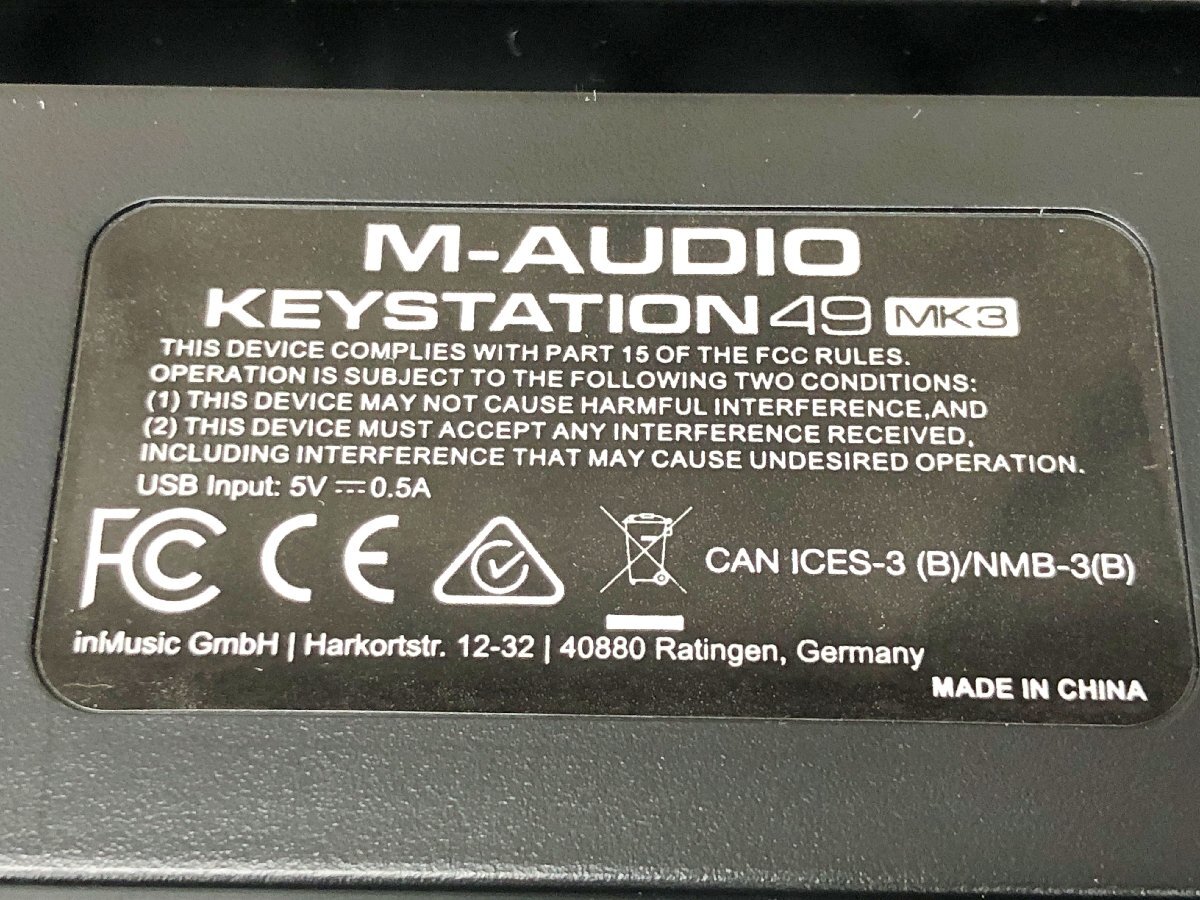 M-AUDIO
KEYSTATION 49 MK3
THIS DEVICE COMPLIES WITH PART 15 OF THE FCC RULES.
OPERATION IS SUBJECT TO THE FOLLOWING TWO CONDITIONS:
(1) THIS DEVICE MAY NOT CAUSE HARMFUL INTERFERENCE,AND
(2) THIS DEVICE MUST ACCEPT ANY INTERFERENCE RECEIVED,
INCLUDING INTERFERENCE THAT MAY CAUSE UNDESIRED OPERATION.
USB Input: 5V ⎓ 0.5A
FC CE CAN ICES-3 (B)/NMB-3(B)
inMusic GmbH | Harkortstr. 12-32 | 40880 Ratingen, Germany
MADE IN CHINA